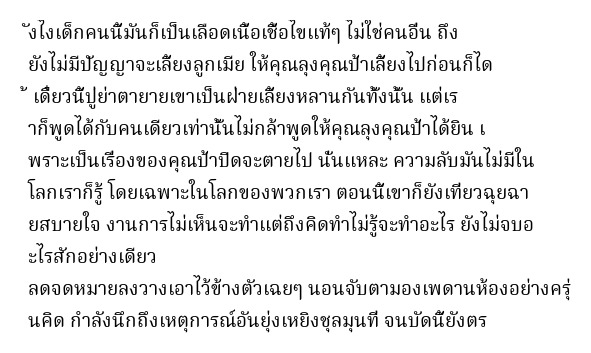 ังไงเด็กคนนี้มันก็เป็นเลือดเนื้อเชื้อไขแท้ๆ ไม่ใช่คนอื่น ถึง
ยังไม่มีปัญญาจะเลี้ยงลูกเมีย ให้คุณลุงคุณป้าเลี้ยงไปก่อนก็ได
้ เดี๋ยวนี้ปู่ย่าตายายเขาเป็นฝ่ายเลี้ยงหลานกันทั้งนั้น แต่เร
าก็พูดได้กับคนเดียวเท่านั้นไม่กล้าพูดให้คุณลุงคุณป้าได้ยิน เ
พราะเป็นเรื่องของคุณป้าปิดจะตายไป นั่นแหละ ความลับมันไม่มีใน
โลกเราก็รู้ โดยเฉพาะในโลกของพวกเรา ตอนนี้เขาก็ยังเที่ยวฉุยฉา
ยสบายใจ งานการไม่เห็นจะทำแต่ถึงคิดทำไม่รู้จะทำอะไร ยังไม่จบอ
ะไรสักอย่างเดียว
ลดจดหมายลงวางเอาไว้ข้างตัวเฉยๆ นอนจับตามองเพดานห้องอย่างครุ่
นคิด กำลังนึกถึงเหตุการณ์อันยุ่งเหยิงชุลมุนที่ จนบัดนี้ยังตร